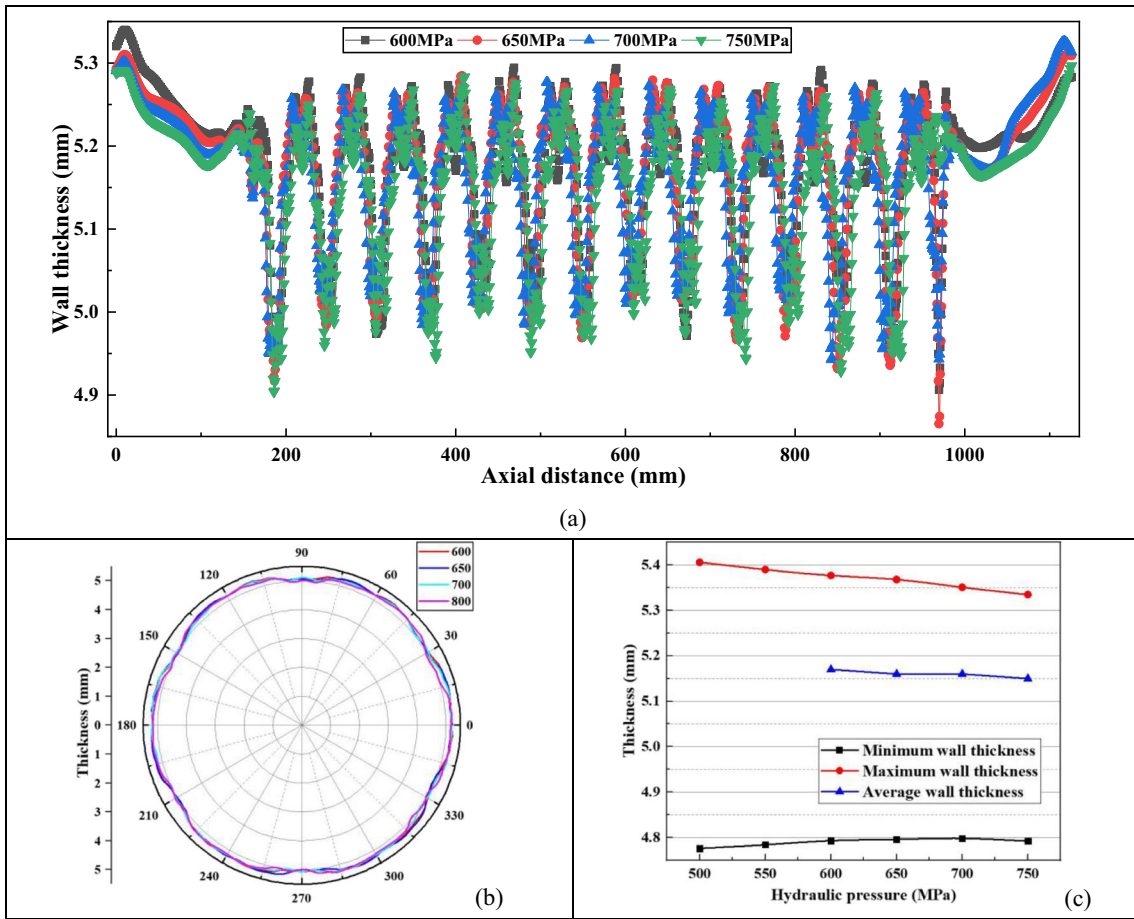 600MPa 650MPa 700MPa 750MPa
5.3
5.2
5.1
5.0
4.9
Wall thickness (mm)
0 200 400 600 800 1000
Axial distance (mm)
(a)
90
120 60
150 30
180 0
210 330
240 300
270
600
650
700
800
5
4
3
2
1
0
1
2
3
4
5
Thickness (mm)
(b)
5.4
5.3
5.2
5.1
5.0
4.9
4.8
Thickness (mm)
Minimum wall thickness
Maximum wall thickness
Average wall thickness
500 550 600 650 700 750
Hydraulic pressure (MPa)
(c)